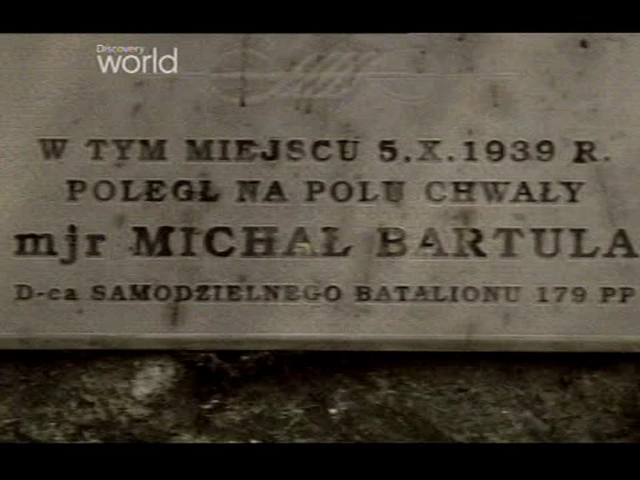 Discovery
world
W TYM MIEJSCU 5.X.1939 R.
POLEGŁ NA POLU CHWAŁY
mjr MICHAŁ BARTULA
D-ca SAMODZIELNEGO BATALIONU 179 PP